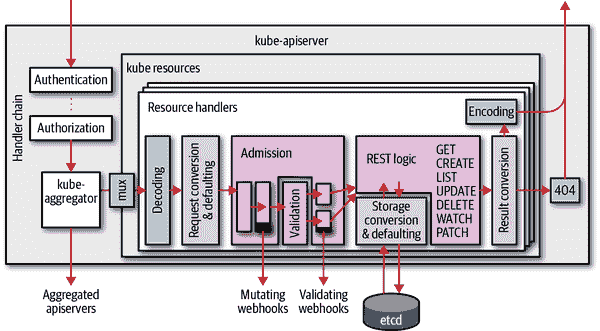 kube-apiserver
Handler chain
Authentication
Authorization
kube-
aggregator
Aggregated
apiservers
kube resources
mux
Resource handlers
Decoding
Request conversion
& defaulting
Admission
Validation
Mutating
webhooks
Validating
webhooks
REST logic
GET
CREATE
LIST
UPDATE
DELETE
WATCH
PATCH
Storage
conversion
& defaulting
etcd
Encoding
Result conversion
404